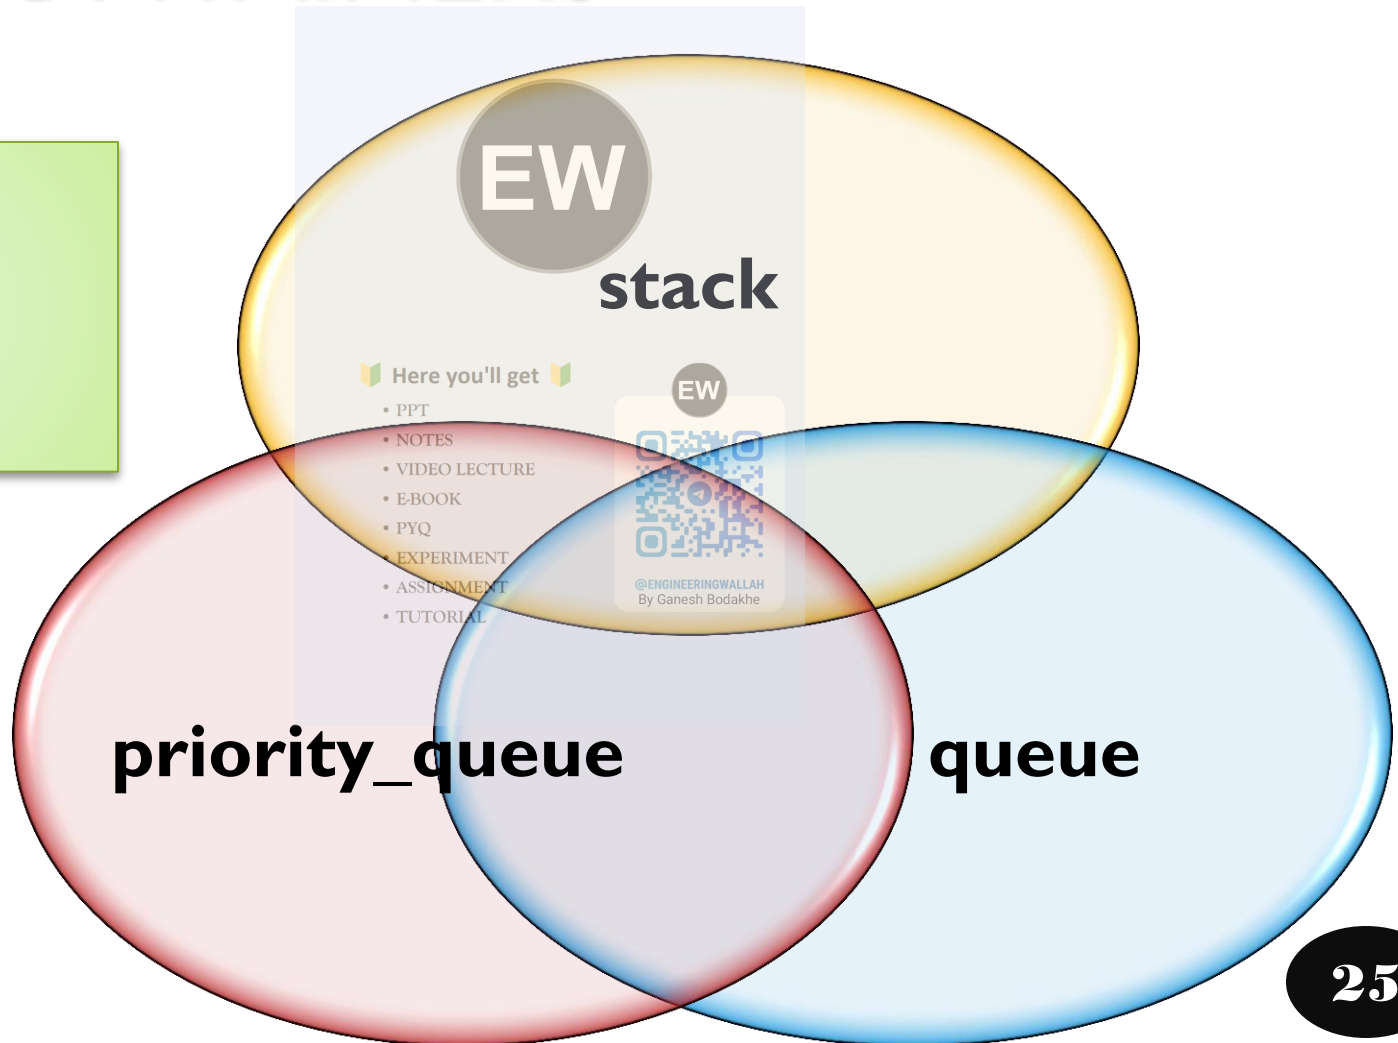 EW
stack
Here you'll get
EW
• PPT
• NOTES
• VIDEO LECTURE
• E-BOOK
• PYQ
• EXPERIMENT
• ASSIGNMENT
• TUTORIAL
@ENGINEERINGWALLAH
By Ganesh Bodakhe
priority_queue
queue
25